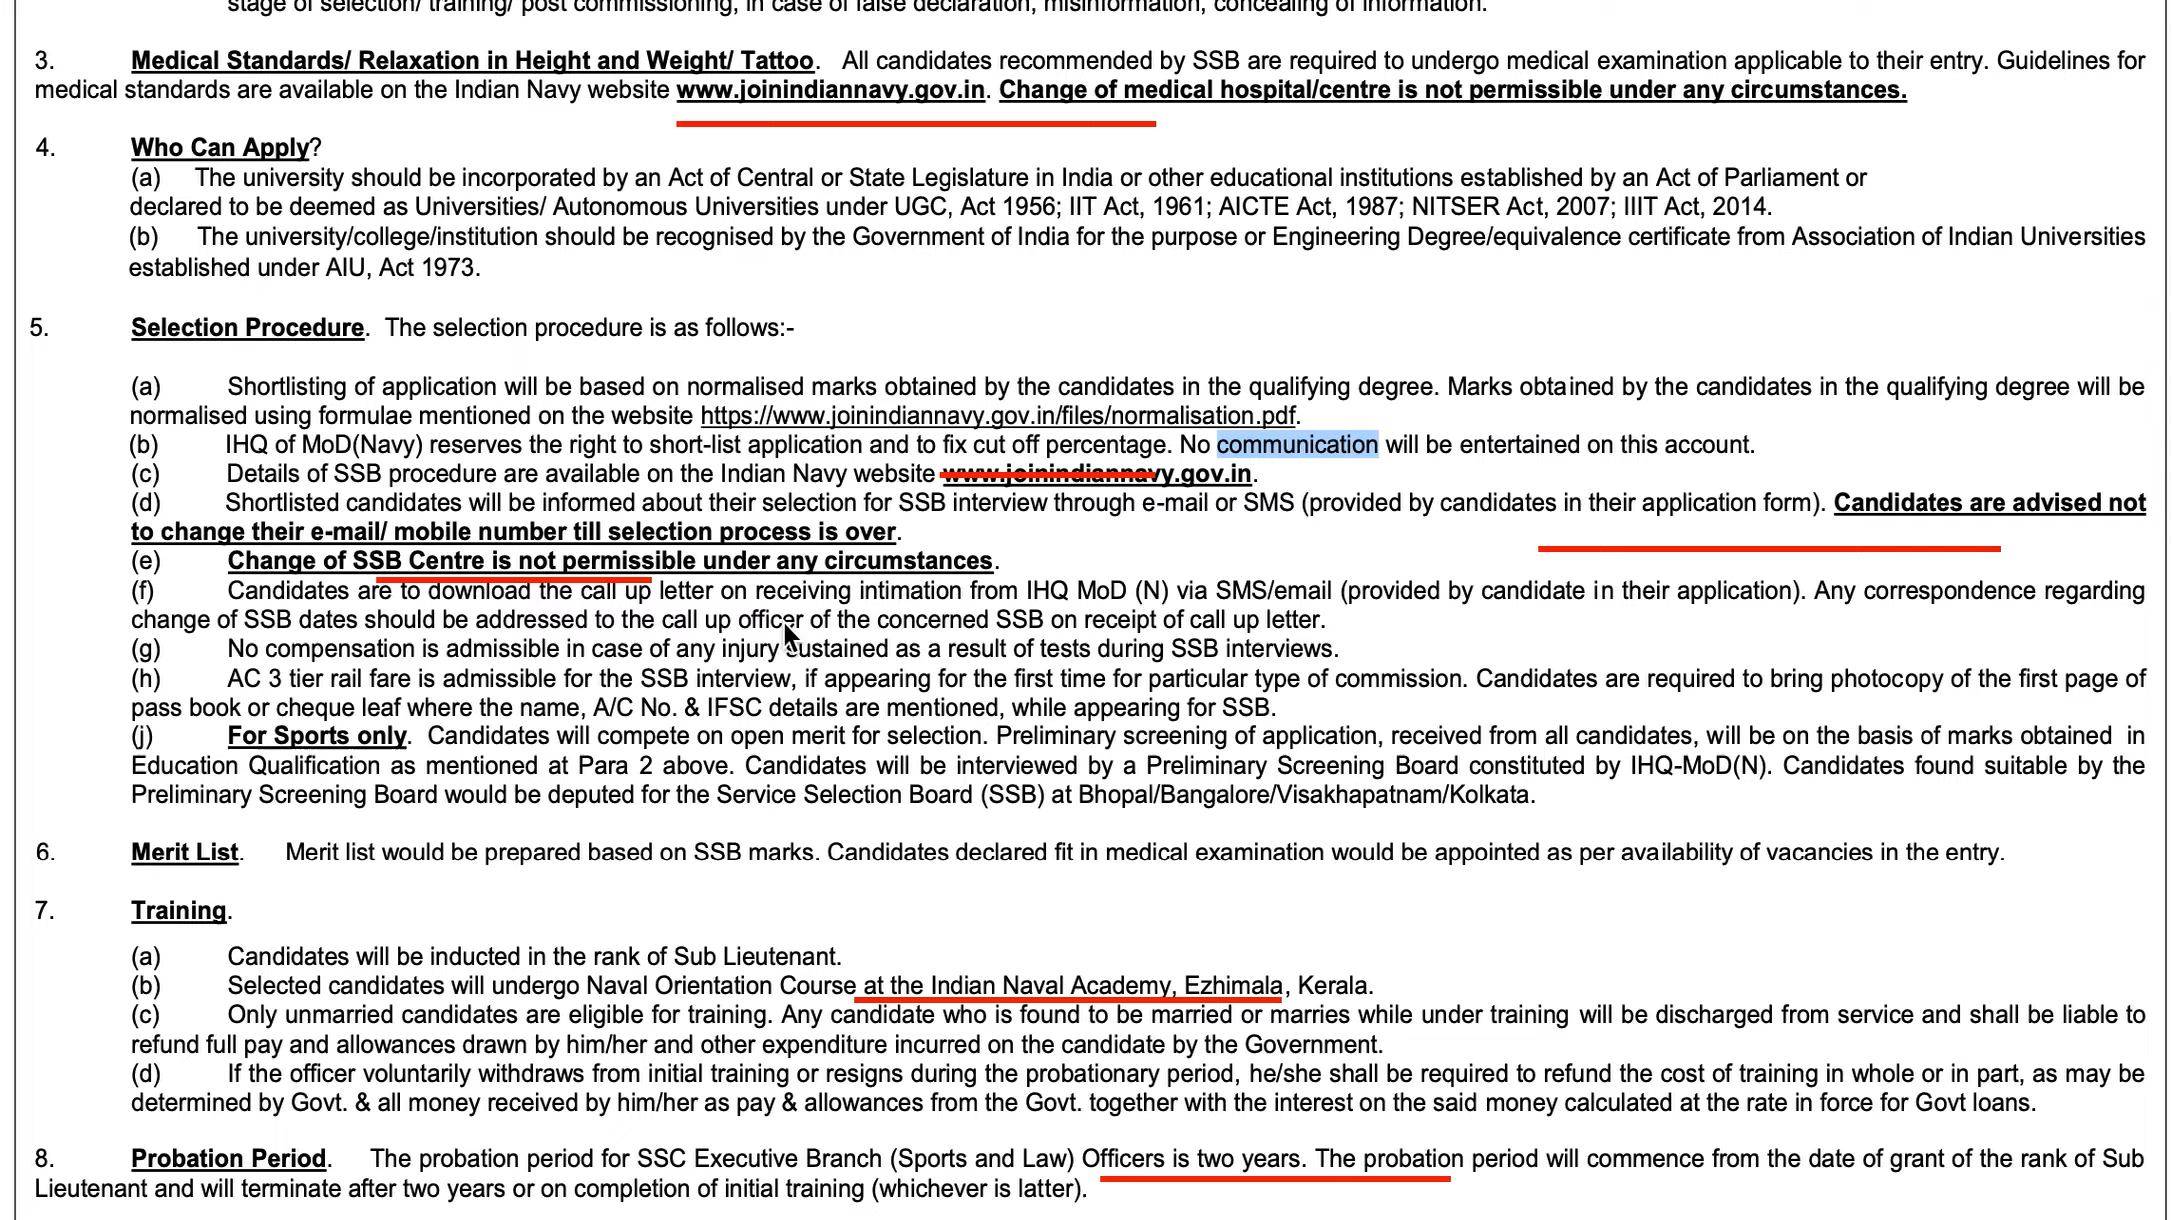 stage of selection/ training/ post commissioning, in case of false declaration, misinformation, concealing of information.
3. Medical Standards/ Relaxation in Height and Weight/ Tattoo. All candidates recommended by SSB are required to undergo medical examination applicable to their entry. Guidelines for
medical standards are available on the Indian Navy website www.joinindiannavy.gov.in. Change of medical hospital/centre is not permissible under any circumstances.
4. Who Can Apply?
(a) The university should be incorporated by an Act of Central or State Legislature in India or other educational institutions established by an Act of Parliament or
declared to be deemed as Universities/ Autonomous Universities under UGC, Act 1956; IIT Act, 1961; AICTE Act, 1987; NITSER Act, 2007; IIIT Act, 2014.
(b) The university/college/institution should be recognised by the Government of India for the purpose or Engineering Degree/equivalence certificate from Association of Indian Universities
established under AIU, Act 1973.
5. Selection Procedure. The selection procedure is as follows:-
(a) Shortlisting of application will be based on normalised marks obtained by the candidates in the qualifying degree. Marks obtained by the candidates in the qualifying degree will be
normalised using formulae mentioned on the website https://www.joinindiannavy.gov.in/files/normalisation.pdf.
(b) IHQ of MoD(Navy) reserves the right to short-list application and to fix cut off percentage. No communication will be entertained on this account.
(c) Details of SSB procedure are available on the Indian Navy website www.joinindiannavy.gov.in.
(d) Shortlisted candidates will be informed about their selection for SSB interview through e-mail or SMS (provided by candidates in their application form). Candidates are advised not
to change their e-mail/ mobile number till selection process is over.
(e) Change of SSB Centre is not permissible under any circumstances.
(f) Candidates are to download the call up letter on receiving intimation from IHQ MoD (N) via SMS/email (provided by candidate in their application). Any correspondence regarding
change of SSB dates should be addressed to the call up officer of the concerned SSB on receipt of call up letter.
(g) No compensation is admissible in case of any injury sustained as a result of tests during SSB interviews.
(h) AC 3 tier rail fare is admissible for the SSB interview, if appearing for the first time for particular type of commission. Candidates are required to bring photocopy of the first page of
pass book or cheque leaf where the name, A/C No. & IFSC details are mentioned, while appearing for SSB.
(j) For Sports only. Candidates will compete on open merit for selection. Preliminary screening of application, received from all candidates, will be on the basis of marks obtained in
Education Qualification as mentioned at Para 2 above. Candidates will be interviewed by a Preliminary Screening Board constituted by IHQ-MoD(N). Candidates found suitable by the
Preliminary Screening Board would be deputed for the Service Selection Board (SSB) at Bhopal/Bangalore/Visakhapatnam/Kolkata.
6. Merit List. Merit list would be prepared based on SSB marks. Candidates declared fit in medical examination would be appointed as per availability of vacancies in the entry.
7. Training.
(a) Candidates will be inducted in the rank of Sub Lieutenant.
(b) Selected candidates will undergo Naval Orientation Course at the Indian Naval Academy, Ezhimala, Kerala.
(c) Only unmarried candidates are eligible for training. Any candidate who is found to be married or marries while under training will be discharged from service and shall be liable to
refund full pay and allowances drawn by him/her and other expenditure incurred on the candidate by the Government.
(d) If the officer voluntarily withdraws from initial training or resigns during the probationary period, he/she shall be required to refund the cost of training in whole or in part, as may be
determined by Govt. & all money received by him/her as pay & allowances from the Govt. together with the interest on the said money calculated at the rate in force for Govt loans.
8. Probation Period. The probation period for SSC Executive Branch (Sports and Law) Officers is two years. The probation period will commence from the date of grant of the rank of Sub
Lieutenant and will terminate after two years or on completion of initial training (whichever is latter).